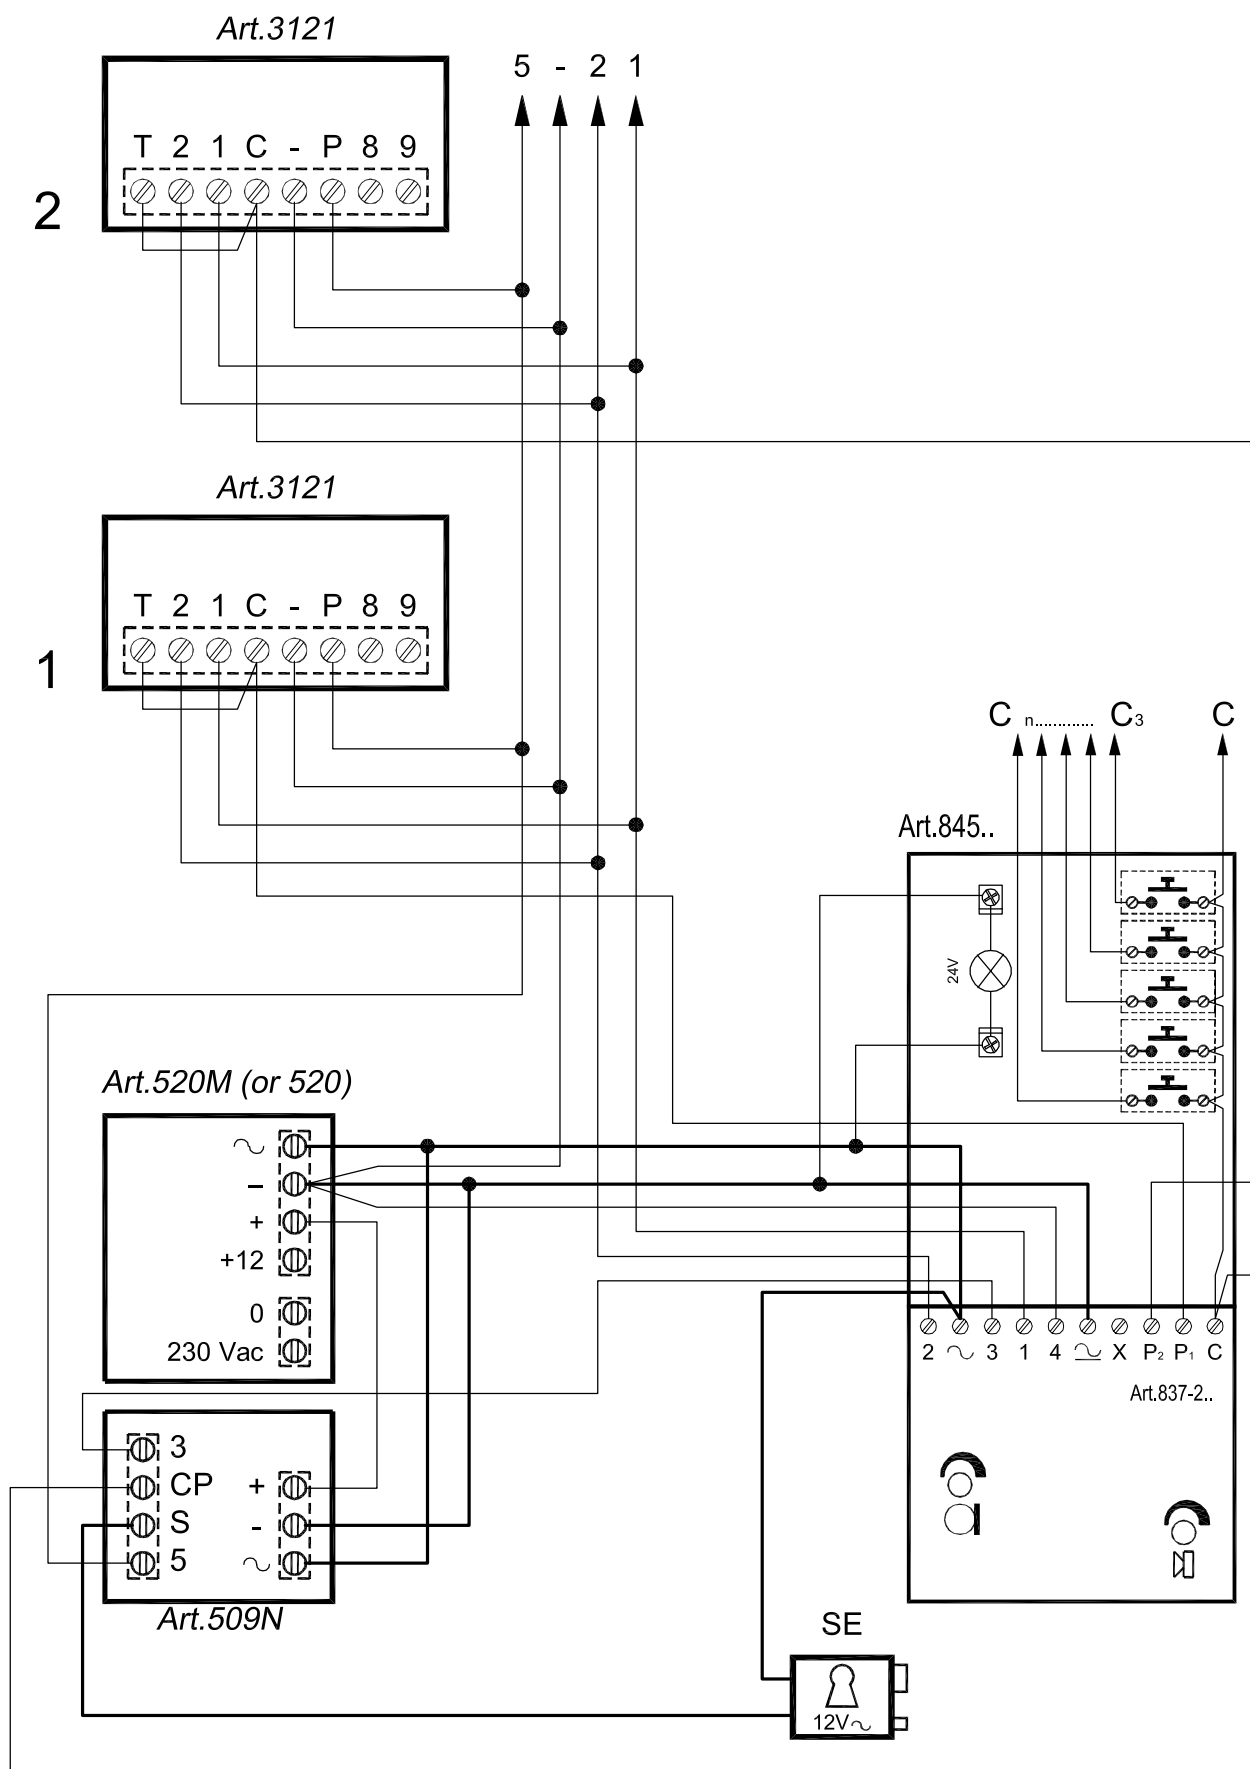 Art.3121
5 - 2 1
T 2 1 C - P 8 9
2
Art.3121
T 2 1 C - P 8 9
1
C n............ C3 C
Art.845..
24V
Art.520M (or 520)
∼
-
+
+12
0
230 Vac
2 ∼ 3 1 4 ∼ X P2 P1 C
Art.837-2..
3
CP +
S -
5 ∼
Art.509N
SE
12V∼